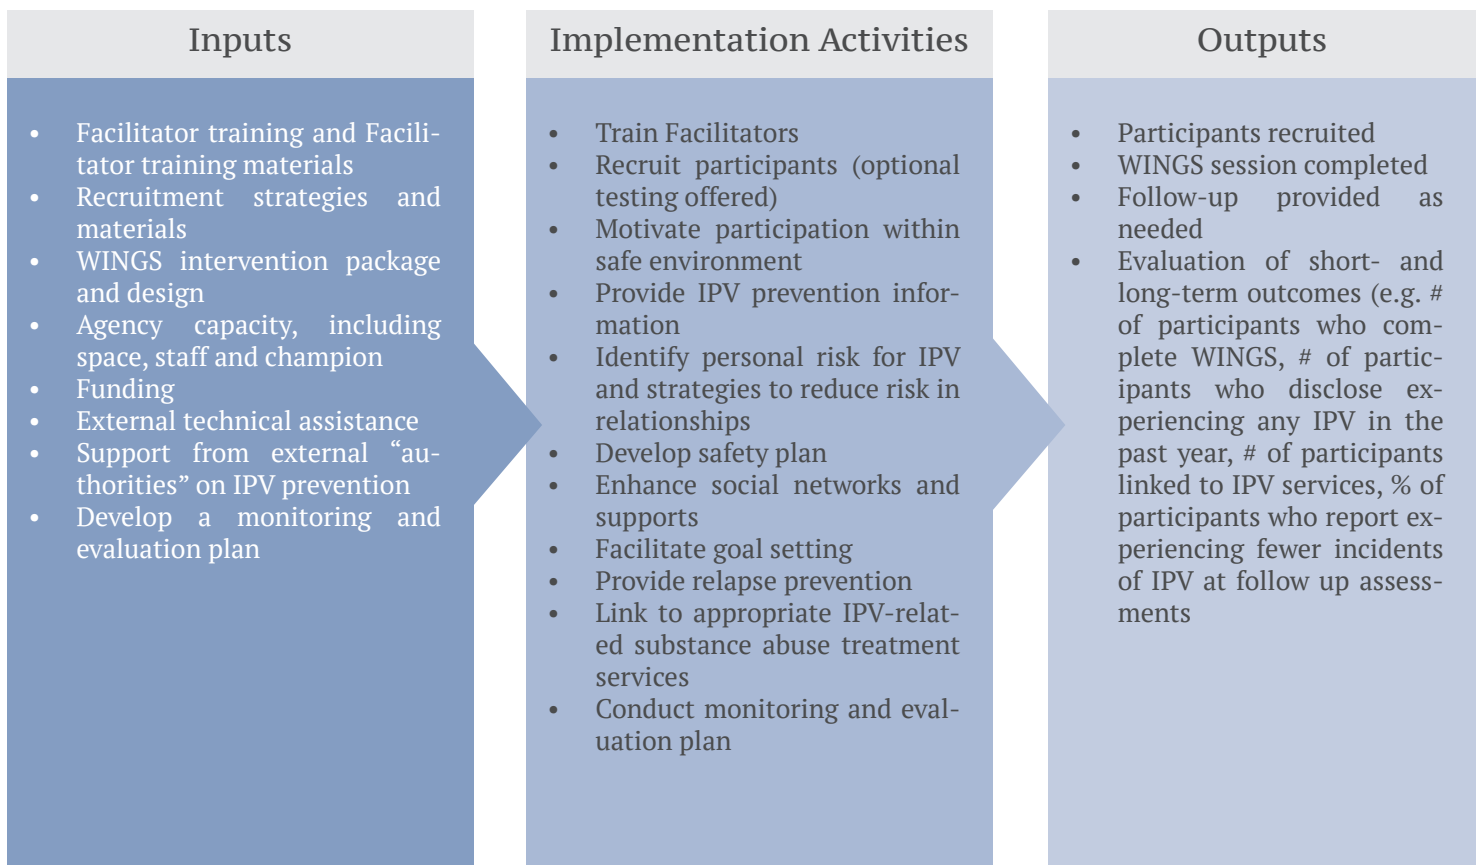 Inputs
• Facilitator training and Facili-
tator training materials
• Recruitment strategies and
materials
• WINGS intervention package
and design
• Agency capacity, including
space, staff and champion
• Funding
• External technical assistance
• Support from external “au-
thorities” on IPV prevention
• Develop a monitoring and
evaluation plan
Implementation Activities
• Train Facilitators
• Recruit participants (optional
testing offered)
• Motivate participation within
safe environment
• Provide IPV prevention infor-
mation
• Identify personal risk for IPV
and strategies to reduce risk in
relationships
• Develop safety plan
• Enhance social networks and
supports
• Facilitate goal setting
• Provide relapse prevention
• Link to appropriate IPV-relat-
ed substance abuse treatment
services
• Conduct monitoring and eval-
uation plan
Outputs
• Participants recruited
• WINGS session completed
• Follow-up provided as
needed
• Evaluation of short- and
long-term outcomes (e.g. #
of participants who com-
plete WINGS, # of partic-
ipants who disclose ex-
periencing any IPV in the
past year, # of participants
linked to IPV services, % of
participants who report ex-
periencing fewer incidents
of IPV at follow up assess-
ments